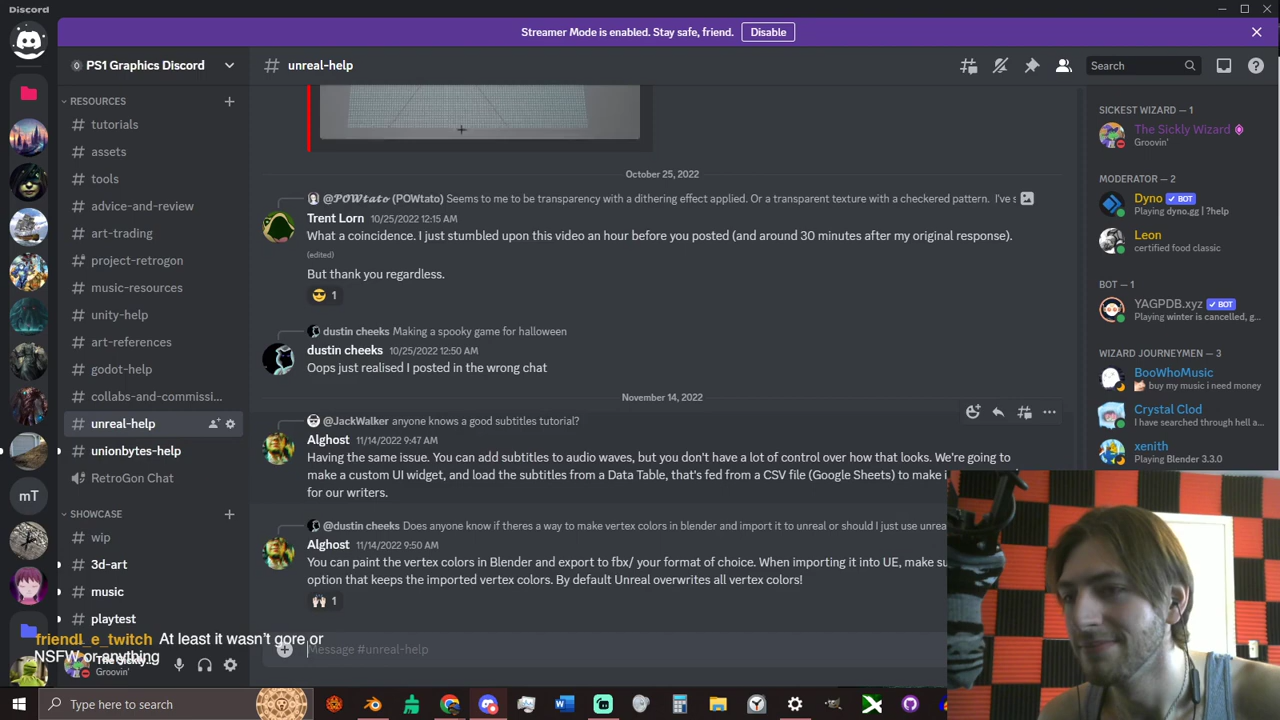 Discord
Streamer Mode is enabled. Stay safe, friend.
Disable
PS1 Graphics Discord
unreal-help
Search
RESOURCES
tutorials
assets
tools
advice-and-review
art-trading
project-retrogon
music-resources
unity-help
art-references
godot-help
collabs-and-commissi...
unreal-help
unionbytes-help
RetroGon Chat
SHOWCASE
wip
3d-art
music
playtest
mT
October 25, 2022
@𝓟𝓞𝓦𝓽𝓪𝓽𝓸 (POWtato) Seems to me to be transparency with a dithering effect applied. Or a transparent texture with a checkered pattern. I've s
Trent Lorn 10/25/2022 12:15 AM
What a coincidence. I just stumbled upon this video an hour before you posted (and around 30 minutes after my original response).
(edited)
But thank you regardless.
😎 1
dustin cheeks Making a spooky game for halloween
dustin cheeks 10/25/2022 12:50 AM
Oops just realised I posted in the wrong chat
November 14, 2022
@JackWalker anyone knows a good subtitles tutorial?
Alghost 11/14/2022 9:47 AM
Having the same issue. You can add subtitles to audio waves, but you don't have a lot of control over how that looks. We're going to
make a custom UI widget, and load the subtitles from a Data Table, that's fed from a CSV file (Google Sheets) to make
for our writers.
@dustin cheeks Does anyone know if theres a way to make vertex colors in blender and import it to unreal or should I just use unrea
Alghost 11/14/2022 9:50 AM
You can paint the vertex colors in Blender and export to fbx/ your format of choice. When importing it into UE, make su
option that keeps the imported vertex colors. By default Unreal overwrites all vertex colors!
🙌🏻 1
Message #unreal-help
SICKEST WIZARD — 1
The Sickly Wizard
Groovin'
MODERATOR — 2
Dyno BOT
Playing dyno.gg | ?help
Leon
certified food classic
BOT — 1
YAGPDB.xyz BOT
Playing winter is cancelled, g...
WIZARD JOURNEYMEN — 3
BooWhoMusic
buy my music i need money
Crystal Clod
I have searched through hell a...
xenith
Playing Blender 3.3.0
friendl_e_twitch At least it wasn't gore or
NSFW or anything
Groovin'
Type here to search